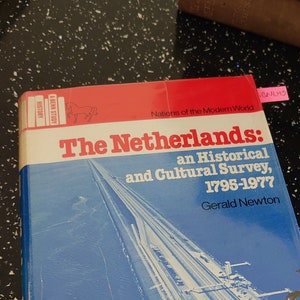 Nations of the Modern World
The Netherlands:
an Historical
and Cultural Survey,
1795-1977
Gerald Newton